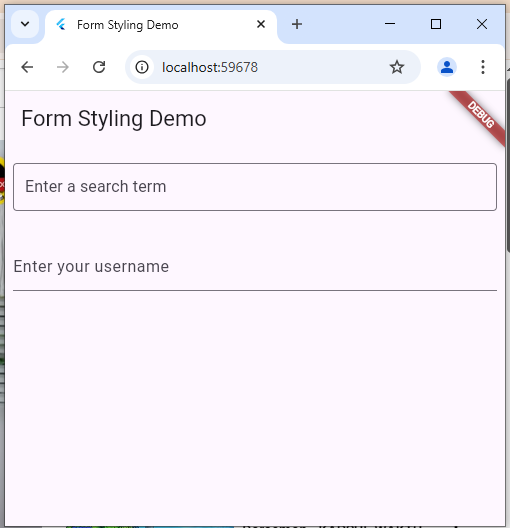 Form Styling Demo
localhost:59678
DEBUG
Form Styling Demo
Enter a search term
Enter your username